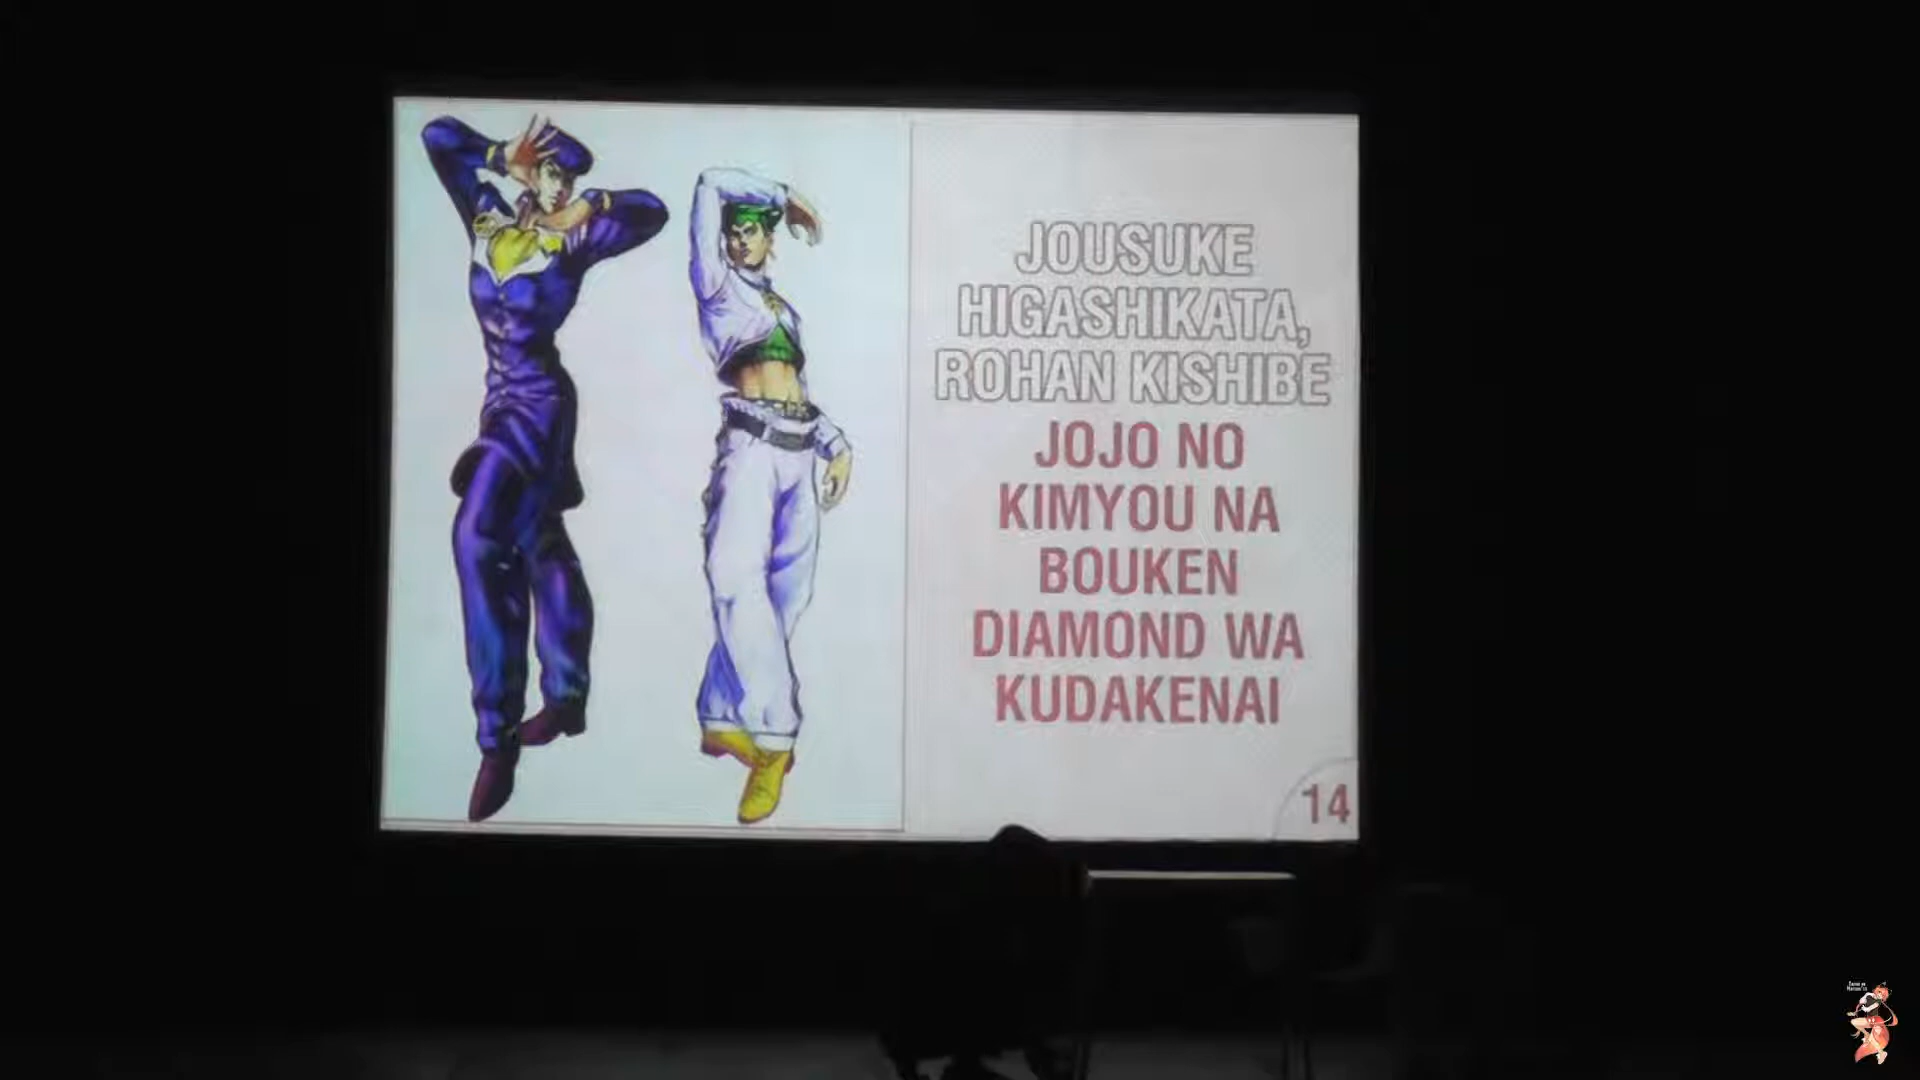 JOUSUKE
HIGASHIKATA,
ROHAN KISHIBE
JOJO NO
KIMYOU NA
BOUKEN
DIAMOND WA
KUDAKENAI
14